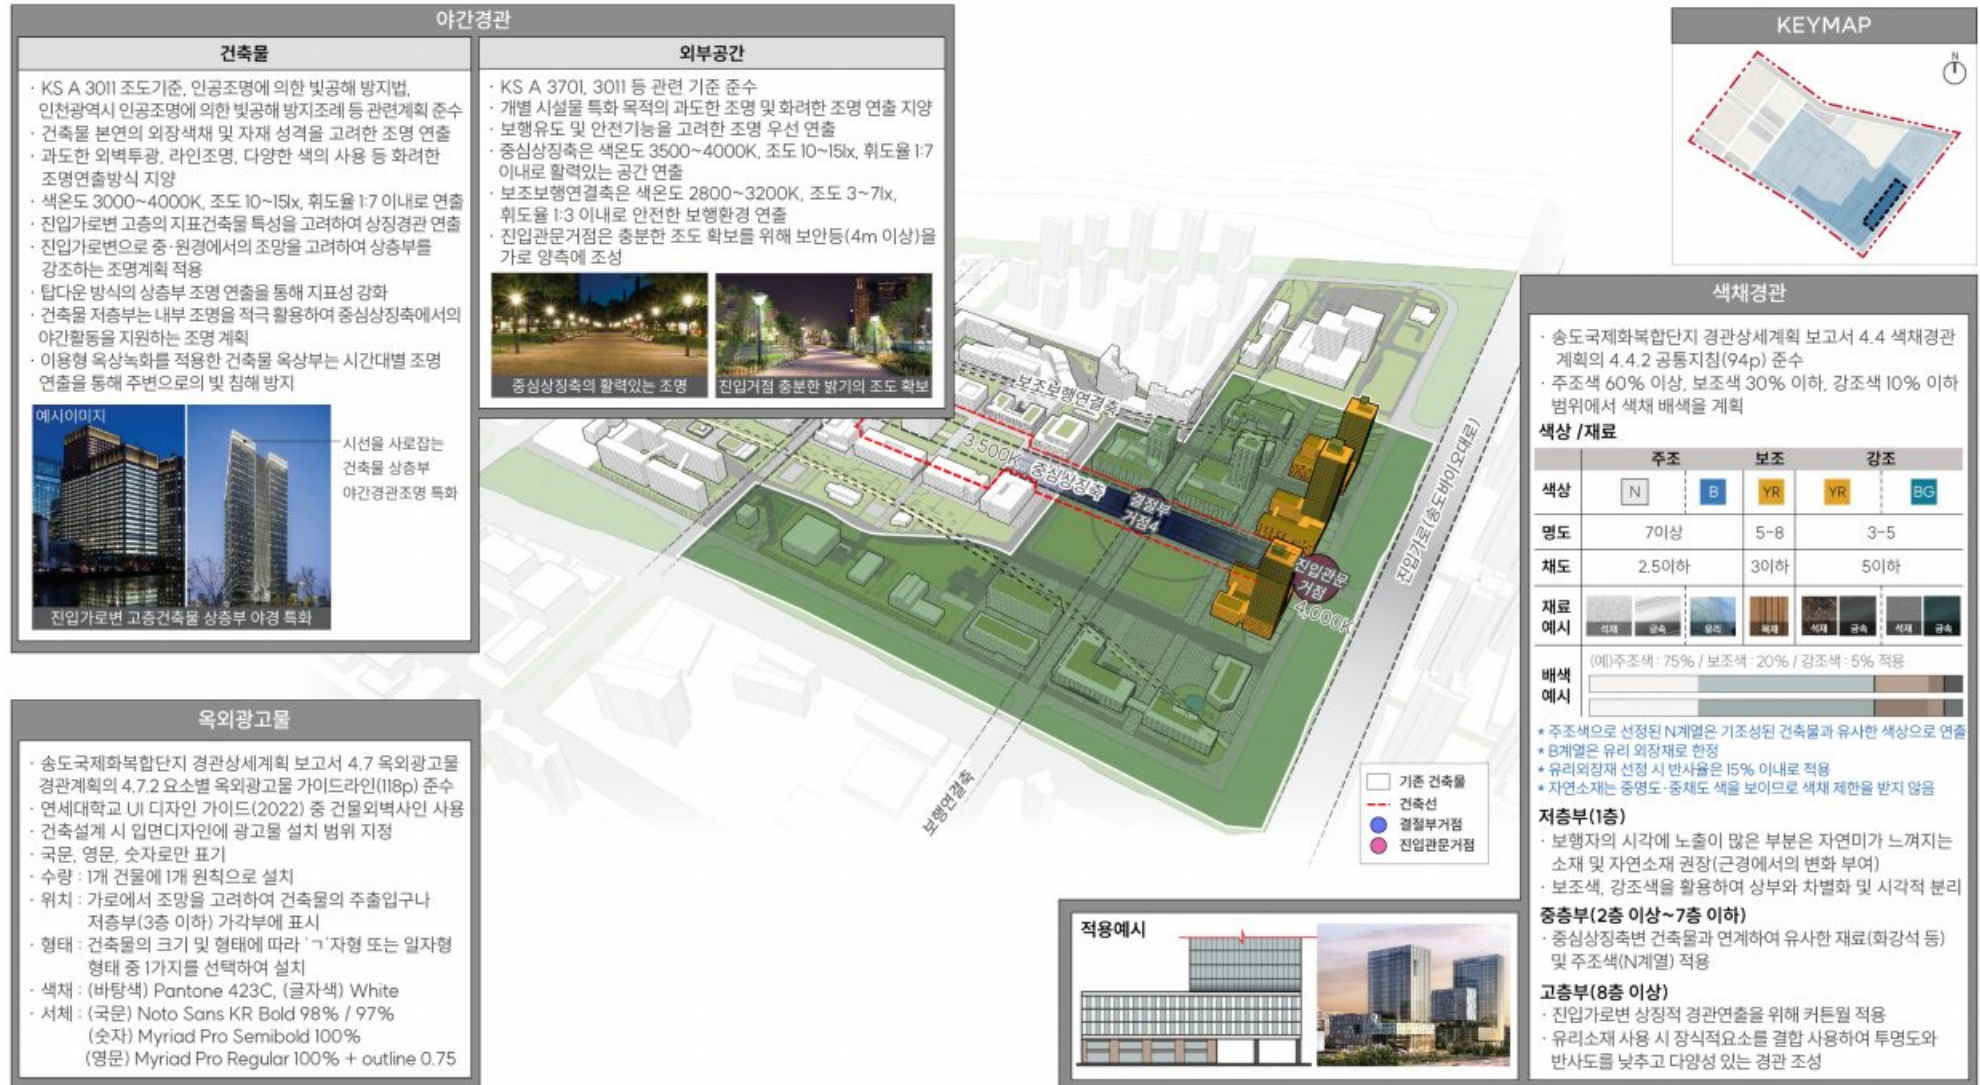 야간경관
건축물
· KS A 3011 조도기준, 인공조명에 의한 빛공해 방지법,
인천광역시 인공조명에 의한 빛공해 방지조례 등 관련계획 준수
· 건축물 본연의 외장색채 및 자재 성격을 고려한 조명 연출
· 과도한 외벽투광, 라인조명, 다양한 색의 사용 등 화려한
조명연출방식 지양
· 색온도 3000~4000K, 조도 10~15lx, 휘도율 1:7 이내로 연출
· 진입가로변 고층의 지표건축물 특성을 고려하여 상징경관 연출
· 진입가로변으로 중·원경에서의 조망을 고려하여 상층부를
강조하는 조명계획 적용
· 탑다운 방식의 상층부 조명 연출을 통해 지표성 강화
· 건축물 저층부는 내부 조명을 적극 활용하여 중심상징축에서의
야간활동을 지원하는 조명 계획
· 이용형 옥상녹화를 적용한 건축물 옥상부는 시간대별 조명
연출을 통해 주변으로의 빛 침해 방지
예시이미지
시선을 사로잡는
건축물 상층부
야간경관조명 특화
진입가로변 고층건축물 상층부 야경 특화
외부공간
· KS A 3701, 3011 등 관련 기준 준수
· 개별 시설물 특화 목적의 과도한 조명 및 화려한 조명 연출 지양
· 보행유도 및 안전기능을 고려한 조명 우선 연출
· 중심상징축은 색온도 3500~4000K, 조도 10~15lx, 휘도율 1:7
이내로 활력있는 공간 연출
· 보조보행연결축은 색온도 2800~3200K, 조도 3~7lx,
휘도율 1:3 이내로 안전한 보행환경 연출
· 진입관문거점은 충분한 조도 확보를 위해 보안등(4m 이상)을
가로 양측에 조성
중심상징축의 활력있는 조명
진입거점 충분한 밝기의 조도 확보
옥외광고물
· 송도국제화복합단지 경관상세계획 보고서 4.7 옥외광고물
경관계획의 4.7.2 요소별 옥외광고물 가이드라인(118p) 준수
· 연세대학교 UI 디자인 가이드(2022) 중 건물외벽사인 사용
· 건축설계 시 입면디자인에 광고물 설치 범위 지정
· 국문, 영문, 숫자로만 표기
· 수량 : 1개 건물에 1개 원칙으로 설치
· 위치 : 가로에서 조망을 고려하여 건축물의 주출입구나
저층부(3층 이하) 가각부에 표시
· 형태 : 건축물의 크기 및 형태에 따라 'ㄱ'자형 또는 일자형
형태 중 1가지를 선택하여 설치
· 색채 : (바탕색) Pantone 423C, (글자색) White
· 서체 : (국문) Noto Sans KR Bold 98% / 97%
(숫자) Myriad Pro Semibold 100%
(영문) Myriad Pro Regular 100% + outline 0.75
보조보행연결축
3,500K
중심상징축
결절부
거점4
진입관문
거점
4,000K
진입가로(송도바이오대로)
보행연결축
기존 건축물
건축선
결절부거점
진입관문거점
적용예시
KEYMAP
N
색채경관
· 송도국제화복합단지 경관상세계획 보고서 4.4 색채경관
계획의 4.4.2 공통지침(94p) 준수
· 주조색 60% 이상, 보조색 30% 이하, 강조색 10% 이하
범위에서 색채 배색을 계획
색상 /재료
주조 보조 강조
색상 N B YR YR BG
명도 7이상 5-8 3-5
채도 2.5이하 3이하 5이하
재료
예시
석재 금속 유리 목재 석재 금속 석재 금속
배색
예시
(예)주조색 : 75% / 보조색 : 20% / 강조색 : 5% 적용
* 주조색으로 선정된 N계열은 기조성된 건축물과 유사한 색상으로 연출
* B계열은 유리 외장재로 한정
* 유리외장재 선정 시 반사율은 15% 이내로 적용
* 자연소재는 중명도·중채도 색을 보이므로 색채 제한을 받지 않음
저층부(1층)
· 보행자의 시각에 노출이 많은 부분은 자연미가 느껴지는
소재 및 자연소재 권장(근경에서의 변화 부여)
· 보조색, 강조색을 활용하여 상부와 차별화 및 시각적 분리
중층부(2층 이상~7층 이하)
· 중심상징축변 건축물과 연계하여 유사한 재료(화강석 등)
및 주조색(N계열) 적용
고층부(8층 이상)
· 진입가로변 상징적 경관연출을 위해 커튼월 적용
· 유리소재 사용 시 장식적요소를 결합 사용하여 투명도와
반사도를 낮추고 다양성 있는 경관 조성